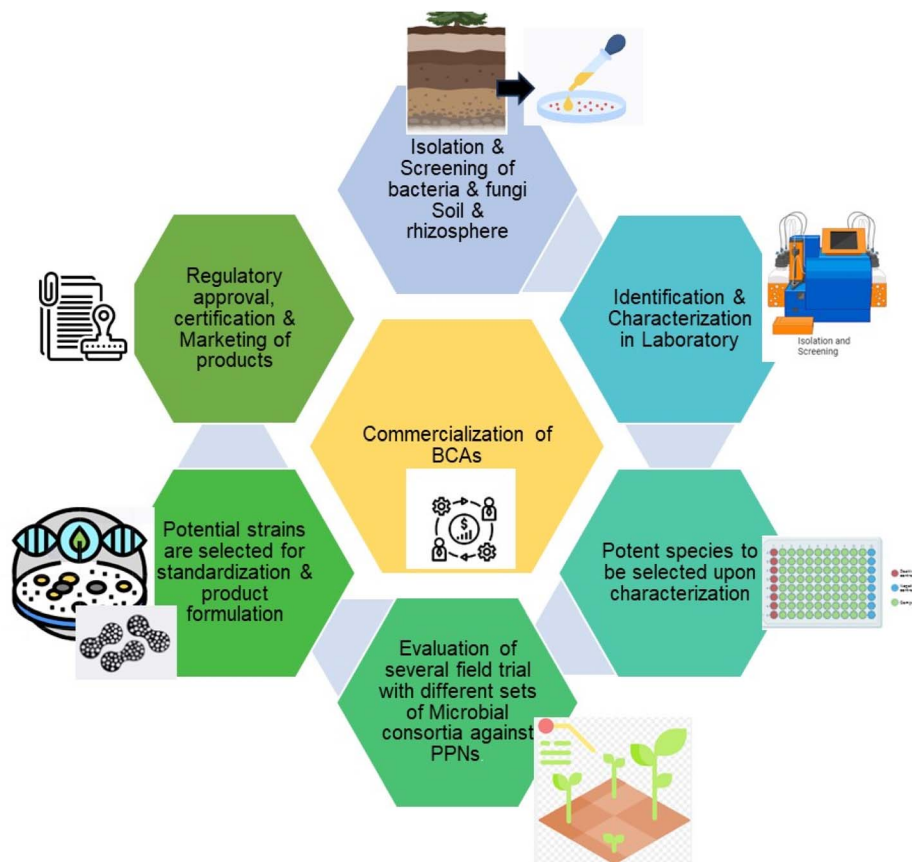 Isolation &
Screening of
bacteria & fungi
Soil &
rhizosphere
Identification &
Characterization
in Laboratory
Isolation and
Screening
Potent species to
be selected upon
characterization
Evaluation of
several field trial
with different sets
of Microbial
consortia against
PPNs.
Potential strains
are selected for
standardization &
product
formulation
Regulatory
approval,
certification &
Marketing of
products
Commercialization of
BCAs
$